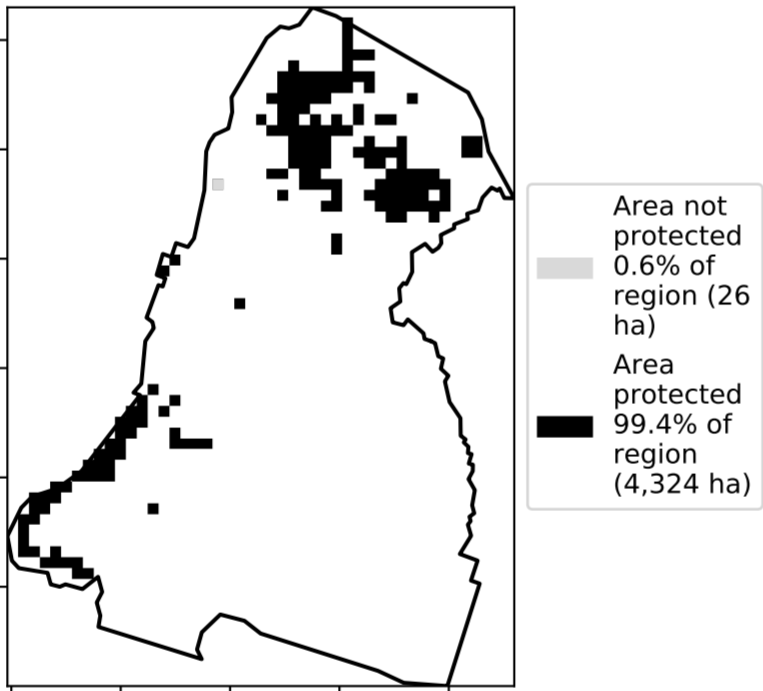 Area not
protected
0.6% of
region (26
ha)
Area
protected
99.4% of
region
(4,324 ha)